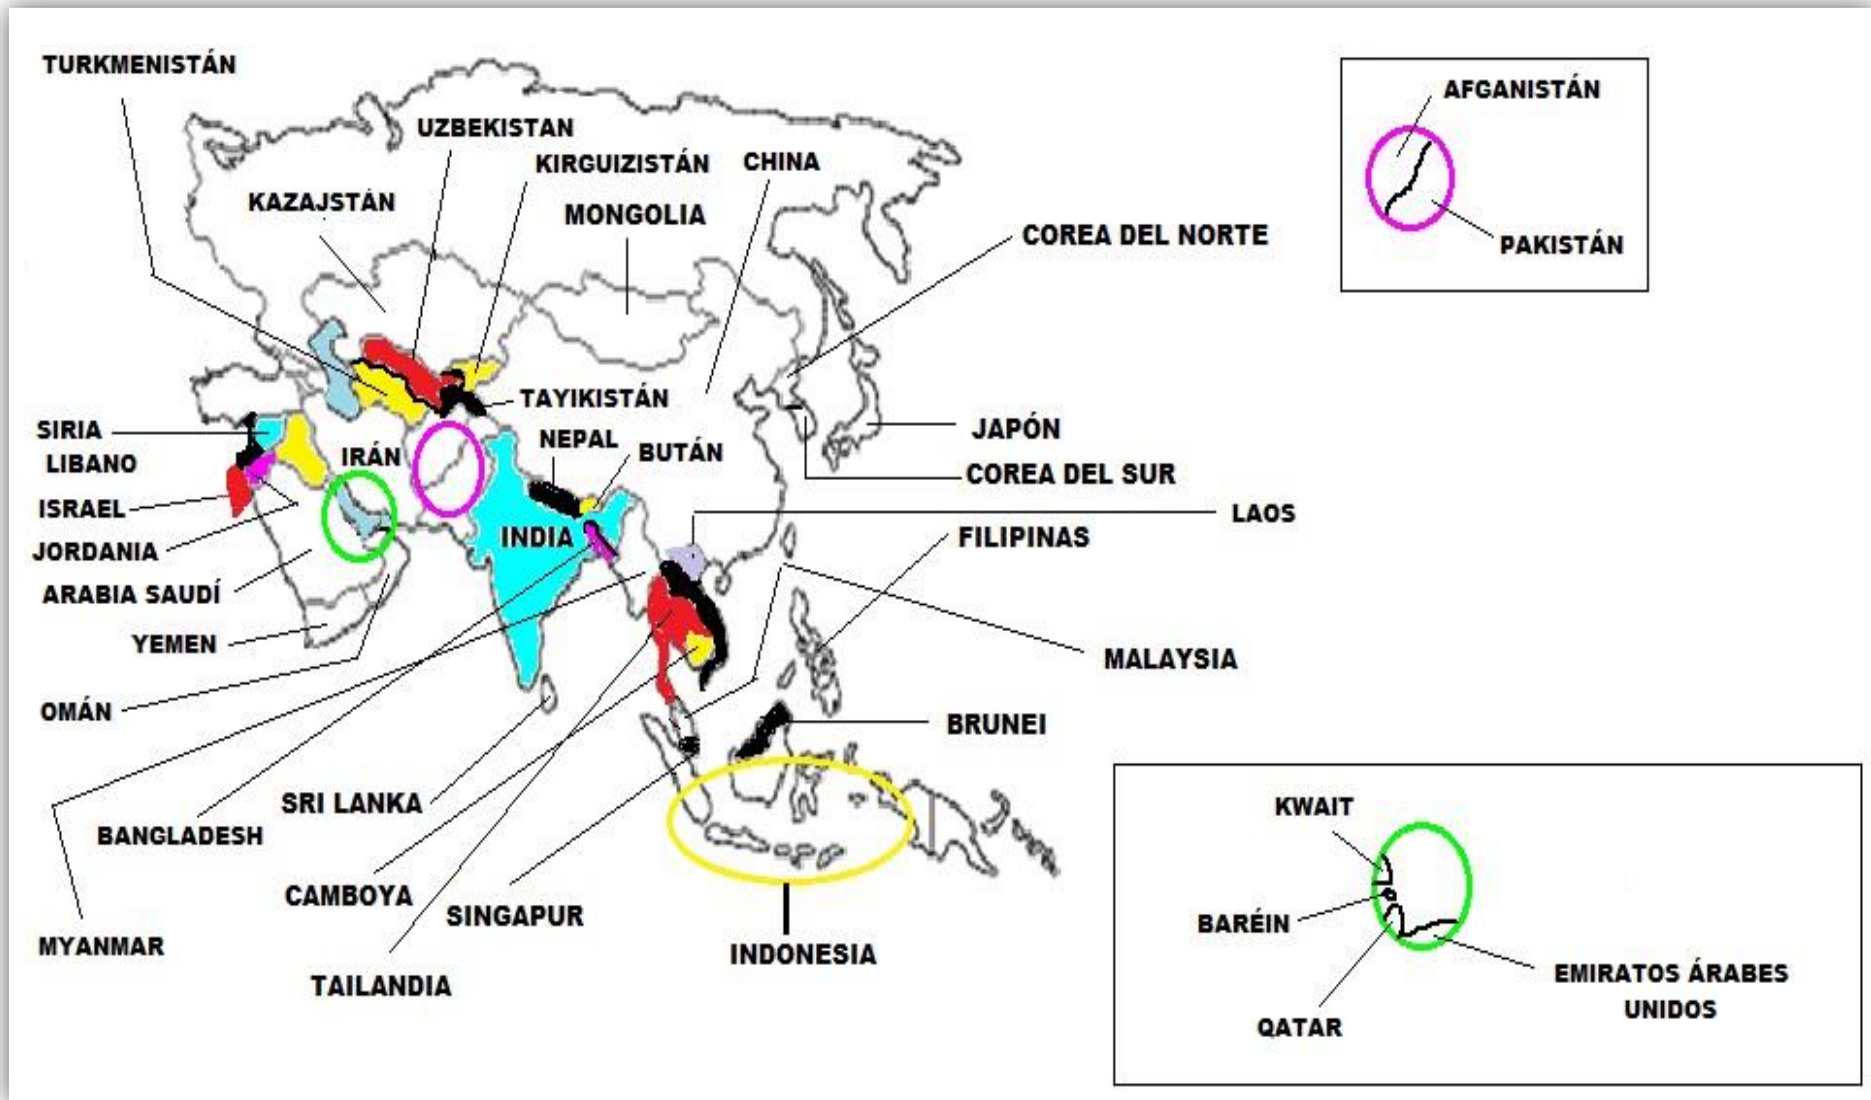 TURKMENISTÁN
UZBEKISTAN
KIRGUIZISTÁN
CHINA
KAZAJSTÁN
MONGOLIA
COREA DEL NORTE
AFGANISTÁN
PAKISTÁN
TAYIKISTÁN
SIRIA
LIBANO
IRÁN
NEPAL
BUTÁN
JAPÓN
COREA DEL SUR
ISRAEL
INDIA
LAOS
FILIPINAS
JORDANIA
ARABIA SAUDÍ
YEMEN
MALAYSIA
OMÁN
BRUNEI
SRI LANKA
BANGLADESH
CAMBOYA
SINGAPUR
MYANMAR
TAILANDIA
INDONESIA
KWAIT
BARÉIN
QATAR
EMIRATOS ÁRABES
UNIDOS